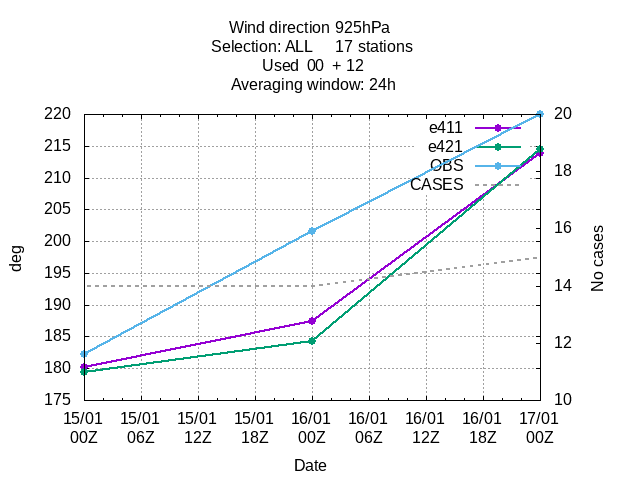 Wind direction 925hPa
Selection: ALL     17 stations
Used  00  + 12
Averaging window: 24h
220
215
210
205
200
195
190
185
180
175
deg
e411
e421
OBS
CASES
20
18
16
14
12
10
No cases
15/01 15/01 15/01 15/01 16/01 16/01 16/01 16/01 17/01
00Z 06Z 12Z 18Z 00Z 06Z 12Z 18Z 00Z
Date